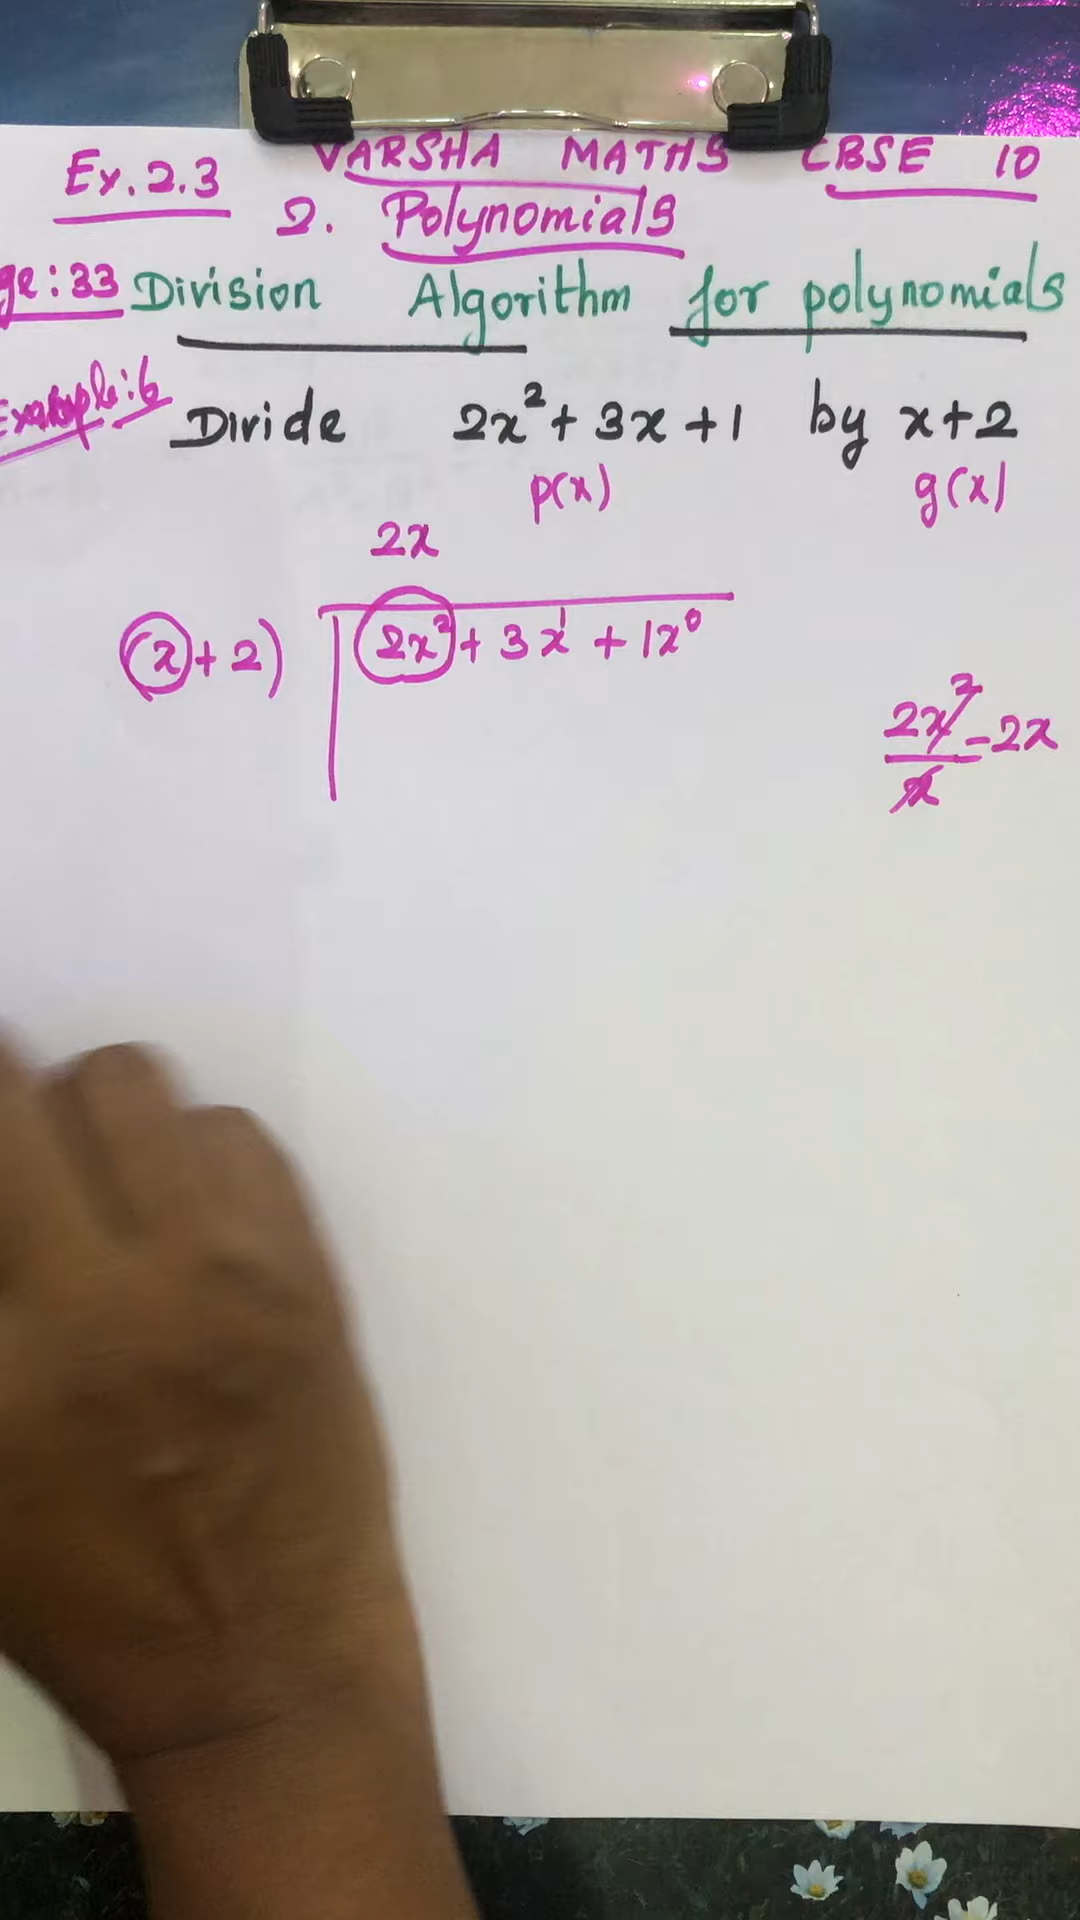 VARSHA MATHS CBSE 10
Ex. 2.3
2. Polynomials
ge: 33 Division Algorithm for polynomials
Example: 6 Divide 2x² + 3x + 1 by x+2
p(x) g(x)
2x
(x + 2) 2x² + 3x¹ + 1x⁰
2x²/x = 2x